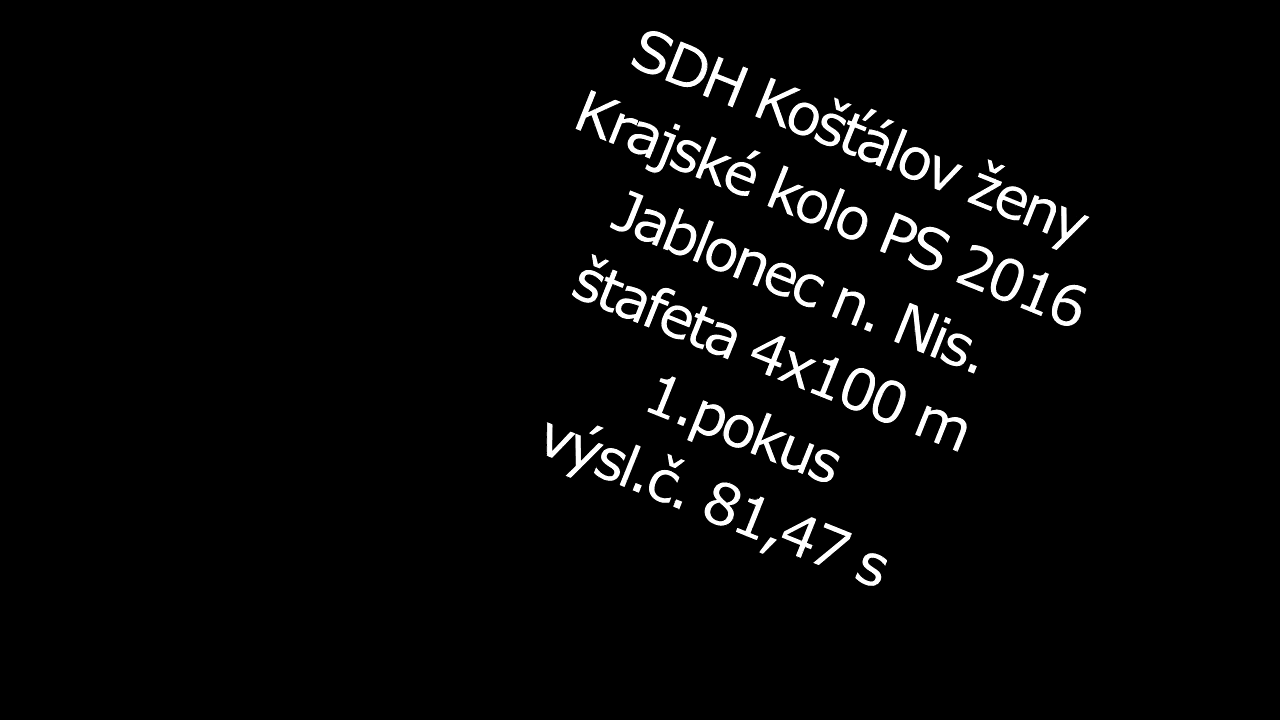 SDH Košťálov ženy
Krajské kolo PS 2016
Jablonec n. Nis.
štafeta 4x100 m
1.pokus
výsl.č. 81,47 s